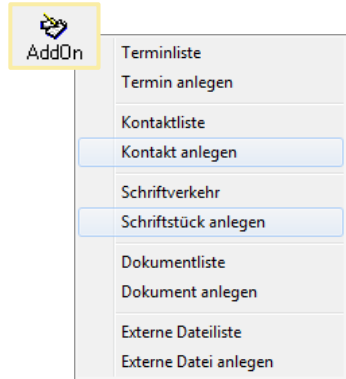 AddOn
Terminliste
Termin anlegen
Kontaktliste
Kontakt anlegen
Schriftverkehr
Schriftstück anlegen
Dokumentliste
Dokument anlegen
Externe Dateiliste
Externe Datei anlegen